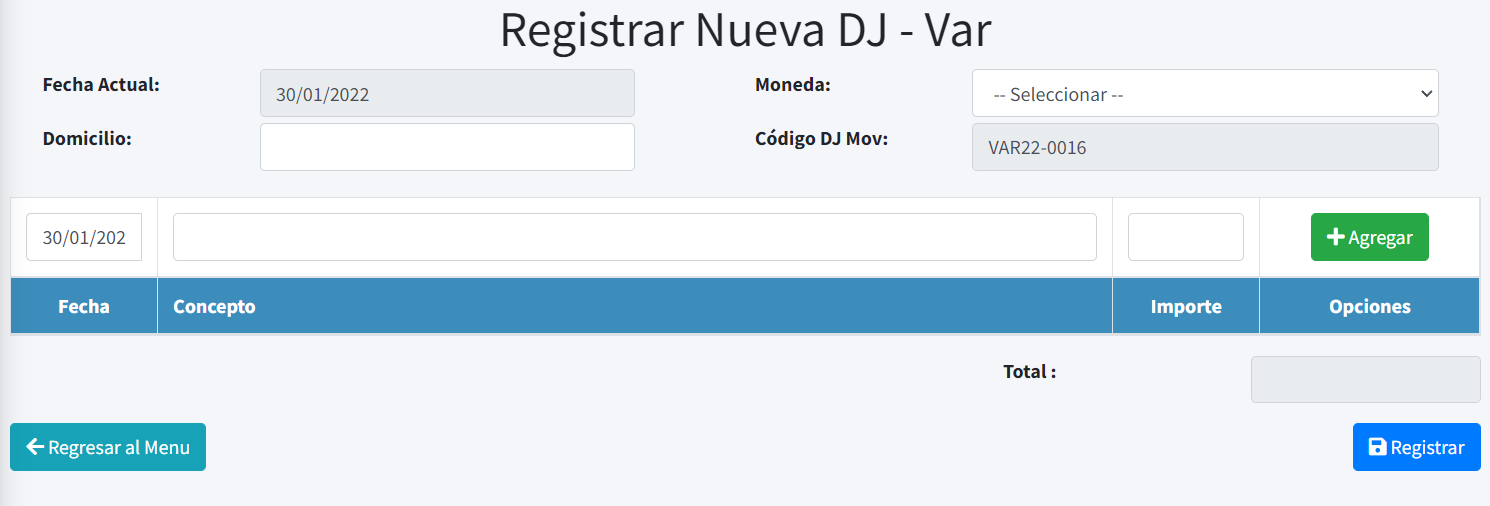 Registrar Nueva DJ - Var
Fecha Actual: 30/01/2022 Moneda: -- Seleccionar --
Domicilio: Código DJ Mov: VAR22-0016
30/01/202 Agregar
Fecha Concepto Importe Opciones
Total :
Regresar al Menu Registrar